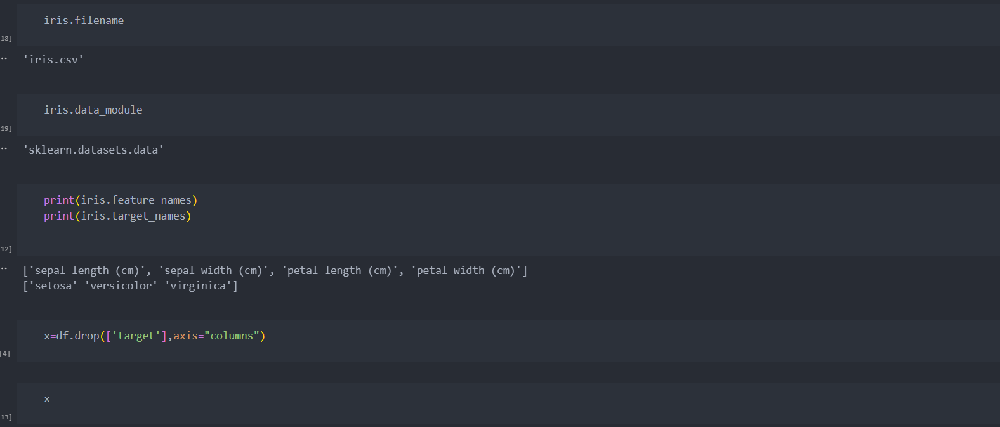 iris.filename
18]
'iris.csv'
iris.data_module
19]
'sklearn.datasets.data'
print(iris.feature_names)
print(iris.target_names)
12]
['sepal length (cm)', 'sepal width (cm)', 'petal length (cm)', 'petal width (cm)']
['setosa' 'versicolor' 'virginica']
x=df.drop(['target'],axis="columns")
[4]
x
13]